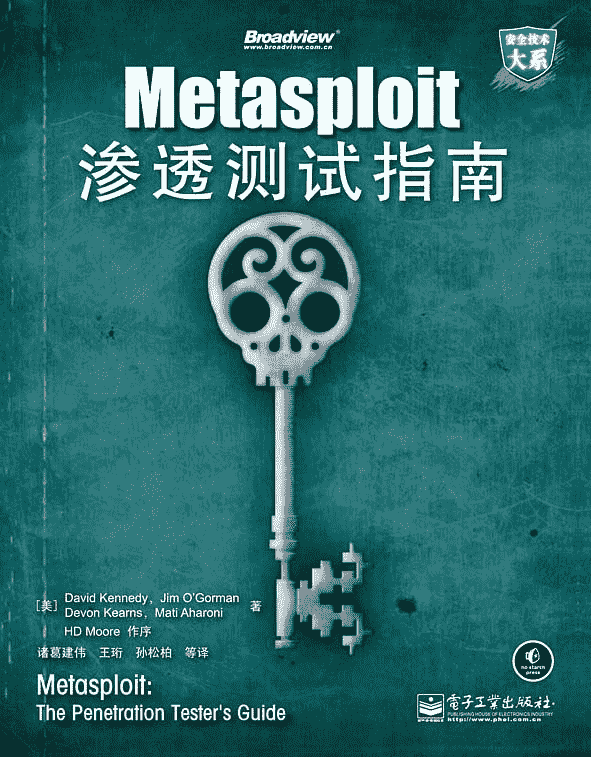 Broadview®
www.broadview.com.cn
安全技术
大系
Metasploit
渗透测试指南
[美] David Kennedy, Jim O'Gorman
Devon Kearns, Mati Aharoni 著
HD Moore 作序
诸葛建伟 王珩 孙松柏 等译
Metasploit:
The Penetration Tester's Guide
no starch
press
電子工業出版社.
PUBLISHING HOUSE OF ELECTRONICS INDUSTRY
http://www.phei.com.cn